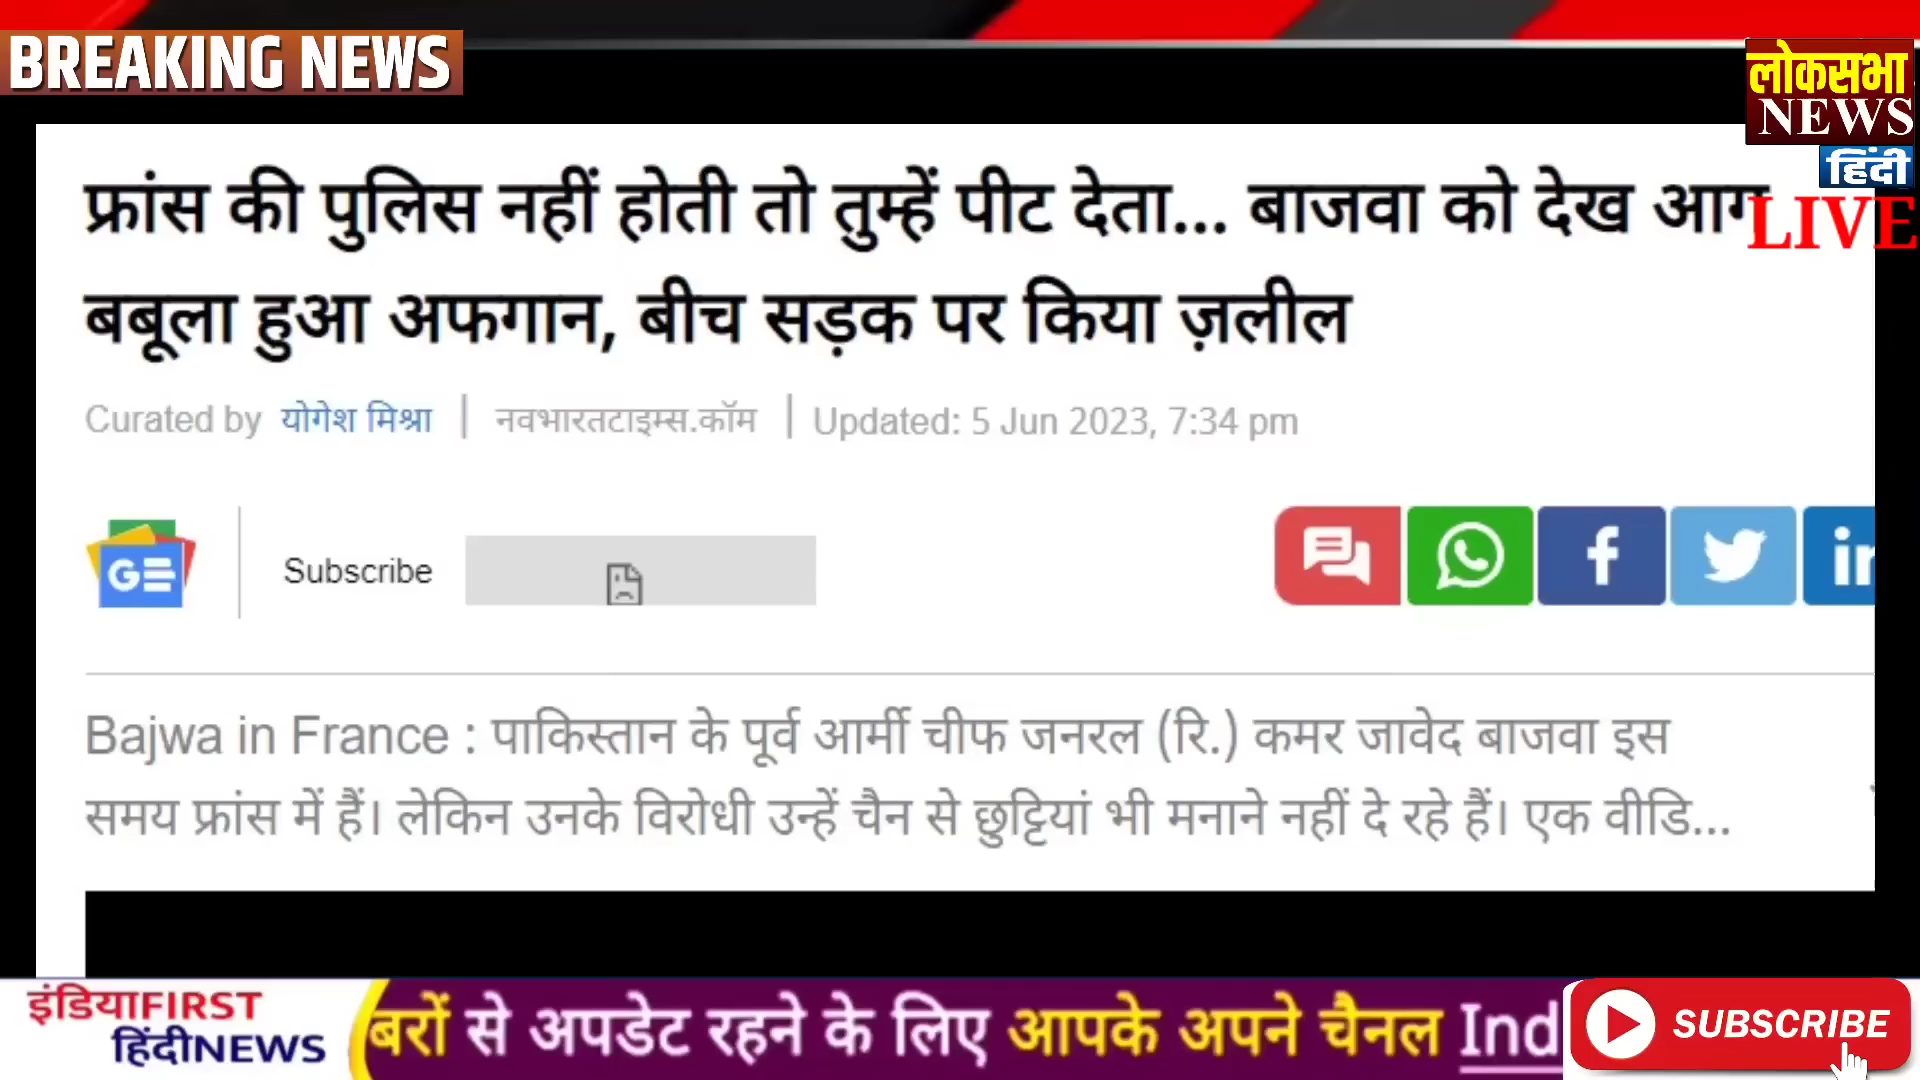 BREAKING NEWS
लोकसभा
NEWS
हिंदी
LIVE
फ्रांस की पुलिस नहीं होती तो तुम्हें पीट देता... बाजवा को देख आग
बबूला हुआ अफगान, बीच सड़क पर किया ज़लील
Curated by योगेश मिश्रा | नवभारतटाइम्स.कॉम | Updated: 5 Jun 2023, 7:34 pm
G
Subscribe
f
in
Bajwa in France : पाकिस्तान के पूर्व आर्मी चीफ जनरल (रि.) कमर जावेद बाजवा इस
समय फ्रांस में हैं। लेकिन उनके विरोधी उन्हें चैन से छुट्टियां भी मनाने नहीं दे रहे हैं। एक वीडि...
इंडियाFIRST
हिंदीNEWS
बरों से अपडेट रहने के लिए आपके अपने चैनल Ind
SUBSCRIBE